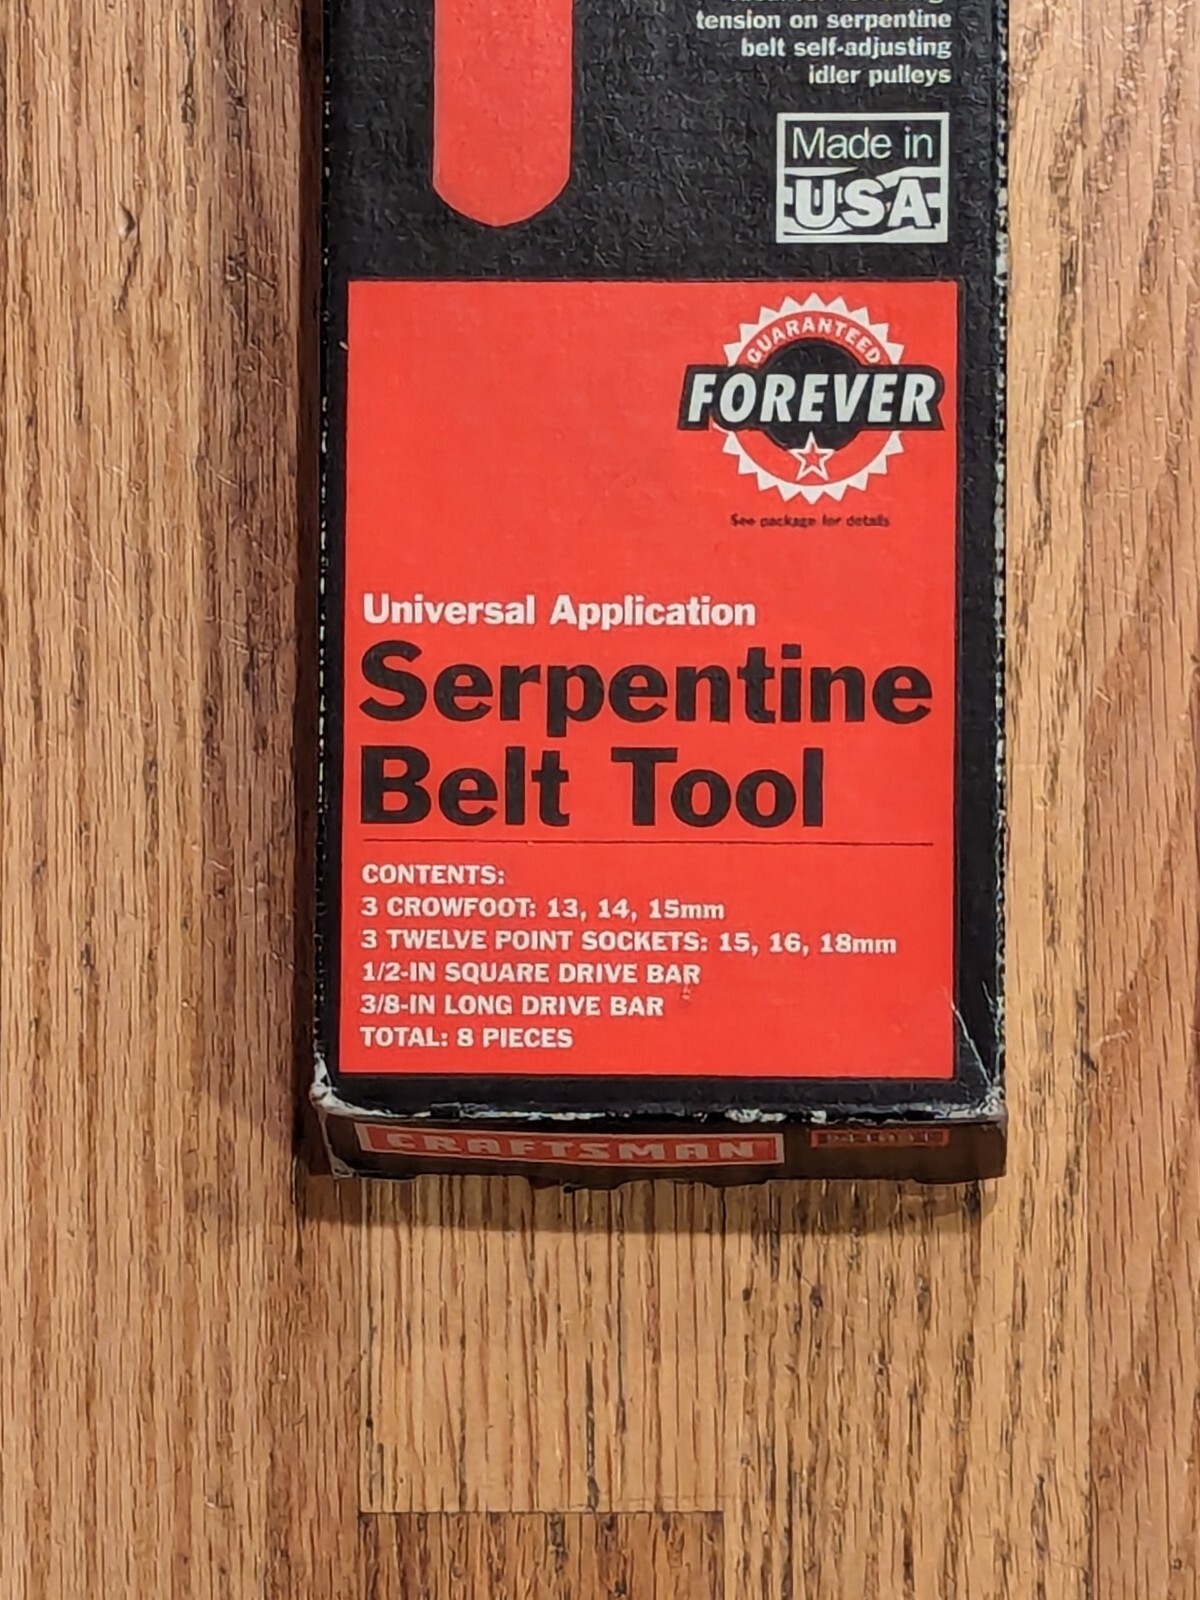 tension on serpentine
belt self-adjusting
idler pulleys
Made in
USA
GUARANTEED
FOREVER
See package for details
Universal Application
Serpentine
Belt Tool
CONTENTS:
3 CROWFOOT: 13, 14, 15mm
3 TWELVE POINT SOCKETS: 15, 16, 18mm
1/2-IN SQUARE DRIVE BAR
3/8-IN LONG DRIVE BAR
TOTAL: 8 PIECES
CRAFTSMAN